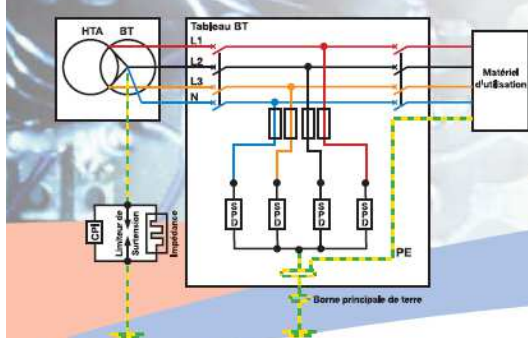 Tableau BT
HTA BT
L1
L2
L3
N
Matériel
d'utilisation
SPD
SPD
SPD
SPD
CPI
Limiteur de
Surtension
Impédance
PE
Borne principale de terre